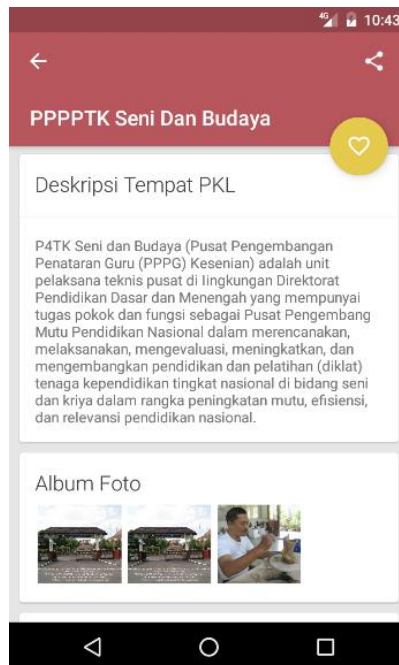 4G 10:43
PPPPTK Seni Dan Budaya
Deskripsi Tempat PKL
P4TK Seni dan Budaya (Pusat Pengembangan
Penataran Guru (PPPG) Kesenian) adalah unit
pelaksana teknis pusat di lingkungan Direktorat
Pendidikan Dasar dan Menengah yang mempunyai
tugas pokok dan fungsi sebagai Pusat Pengembang
Mutu Pendidikan Nasional dalam merencanakan,
melaksanakan, mengevaluasi, meningkatkan, dan
mengembangkan pendidikan dan pelatihan (diklat)
tenaga kependidikan tingkat nasional di bidang seni
dan kriya dalam rangka peningkatan mutu, efisiensi,
dan relevansi pendidikan nasional.
Album Foto